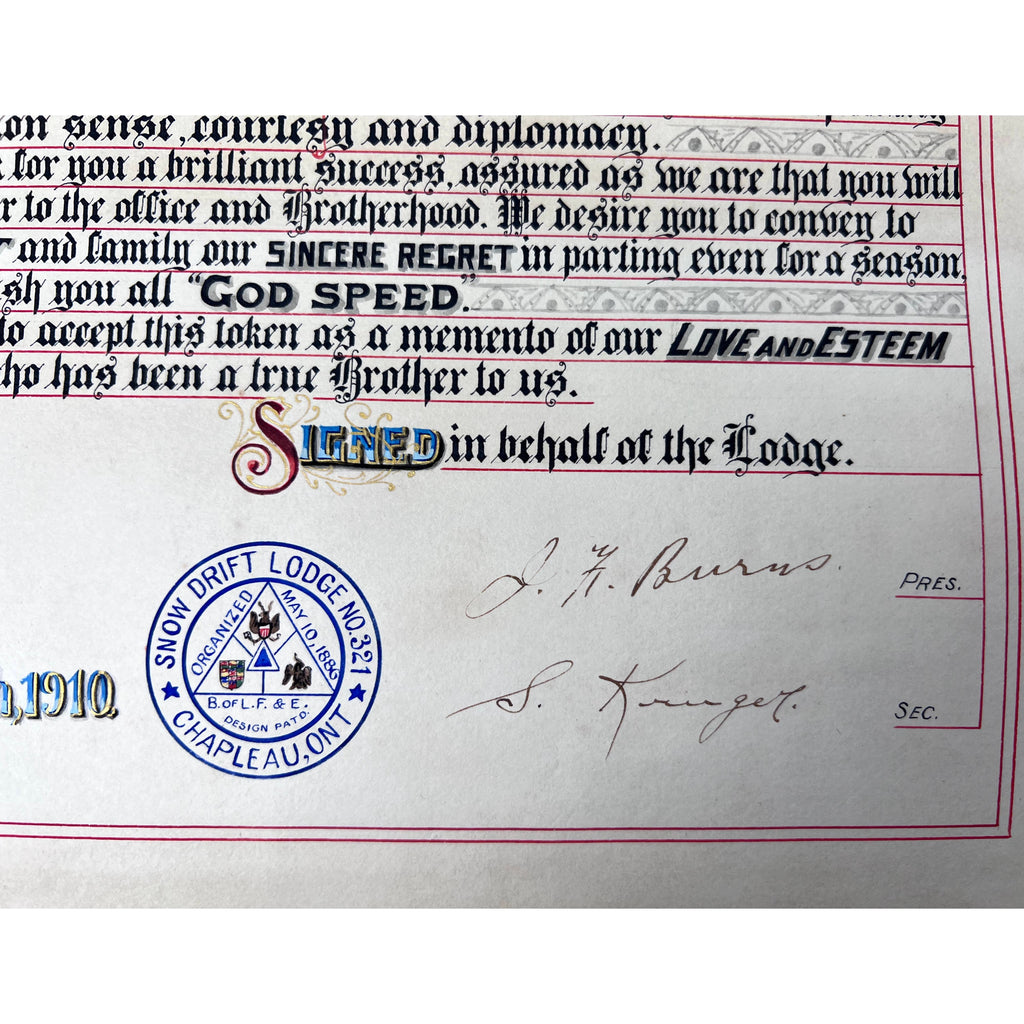 on sense, courtesy and diplomacy.
for you a brilliant success, assured as we are that you will
r to the office and Brotherhood. We desire you to convey to
and family our SINCERE REGRET in parting even for a season,
sh you all "GOD SPEED."
to accept this token as a memento of our LOVE AND ESTEEM
ho has been a true Brother to us.
SIGNED in behalf of the Lodge.
J. F. Burns.
PRES.
S. Kruger.
SEC.
h, 1910
SNOW DRIFT LODGE NO. 321
CHAPLEAU, ONT
ORGANIZED MAY 10, 1886
B. OF L. F. & E.
DESIGN PAT'D.